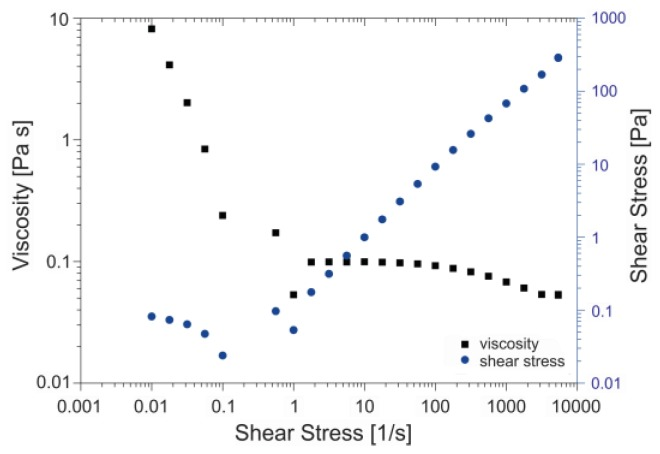 10
1
0.1
0.01
Viscosity [Pa s]
1000
100
10
1
0.1
0.01
Shear Stress [Pa]
viscosity
shear stress
0.001 0.01 0.1 1 10 100 1000 10000
Shear Stress [1/s]